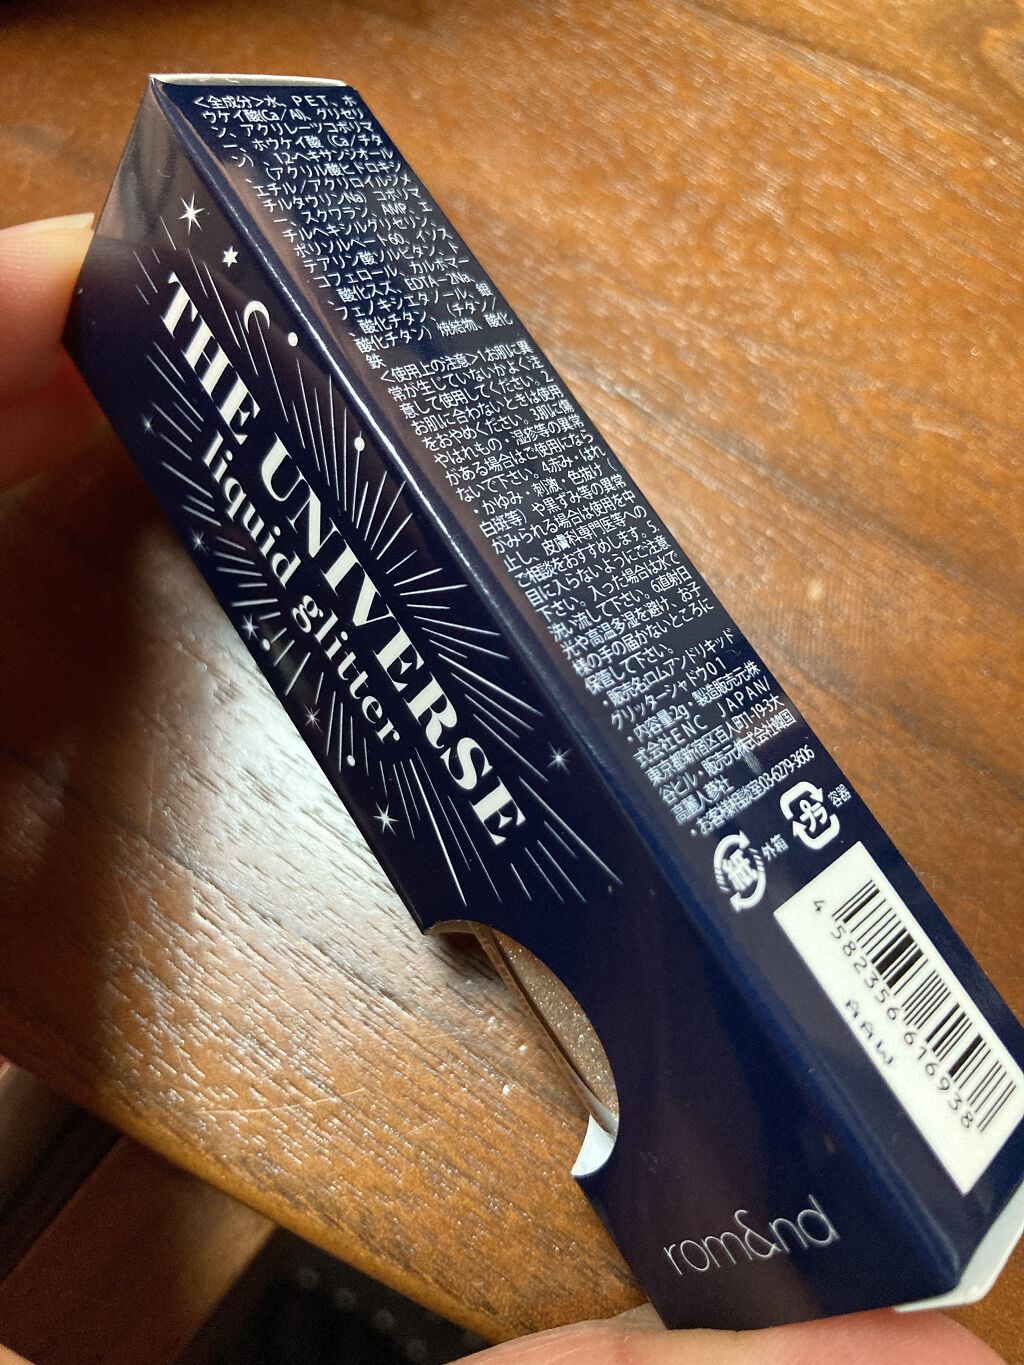 THE UNIVERSE
liquid glitter
<全成分>水、PET、ホ
ウケイ酸(Ca/Al)、グリセリ
ン、アクリレーツコポリマ
ー、ホウケイ酸(Ca/チタ
ン)、1,2-ヘキサンジオール
、(アクリル酸ヒドロキシ
エチル/アクリロイルジメ
チルタウリンNa)コポリマ
ー、スクワラン、AMP、エ
チルヘキシルグリセリン、
ポリソルベート60、イソス
テアリン酸ソルビタン、ト
コフェロール、カルボマー
、酸化スズ、EDTA-2Na、
フェノキシエタノール、銀、
酸化チタン、(チタン/
酸化チタン)焼結物、酸化
鉄
<使用上の注意>1.お肌に異
常が生じていないかよく注
意して使用してください。2.
お肌に合わないときは使用
をおやめください。3.肌に傷
やはれもの・湿疹等の異常
がある場合はご使用になら
ないで下さい。4.赤み・はれ
・かゆみ・刺激・色抜け(
白斑等)や黒ずみ等の異常
がみられる場合は使用を中
止し、皮膚科専門医等への
ご相談をおすすめします。5.
目に入らないようにご注意
下さい。入った場合は水で
洗い流して下さい。6.直射日
光や高温多湿を避け、お子
様の手の届かないところに
保管して下さい。
・販売名:ロムアンドリキッド
グリッターシャドウ01
・内容量:2g・製造販売元:株
式会社ENC JAPAN/
東京都新宿区百人町1-19-3大
谷ビル・販売元:株式会社韓国
高麗人参社
・お客様相談室:03-6279-3606
紙 外箱 プラ 容器
4 582356 616938
AAW
rom&nd